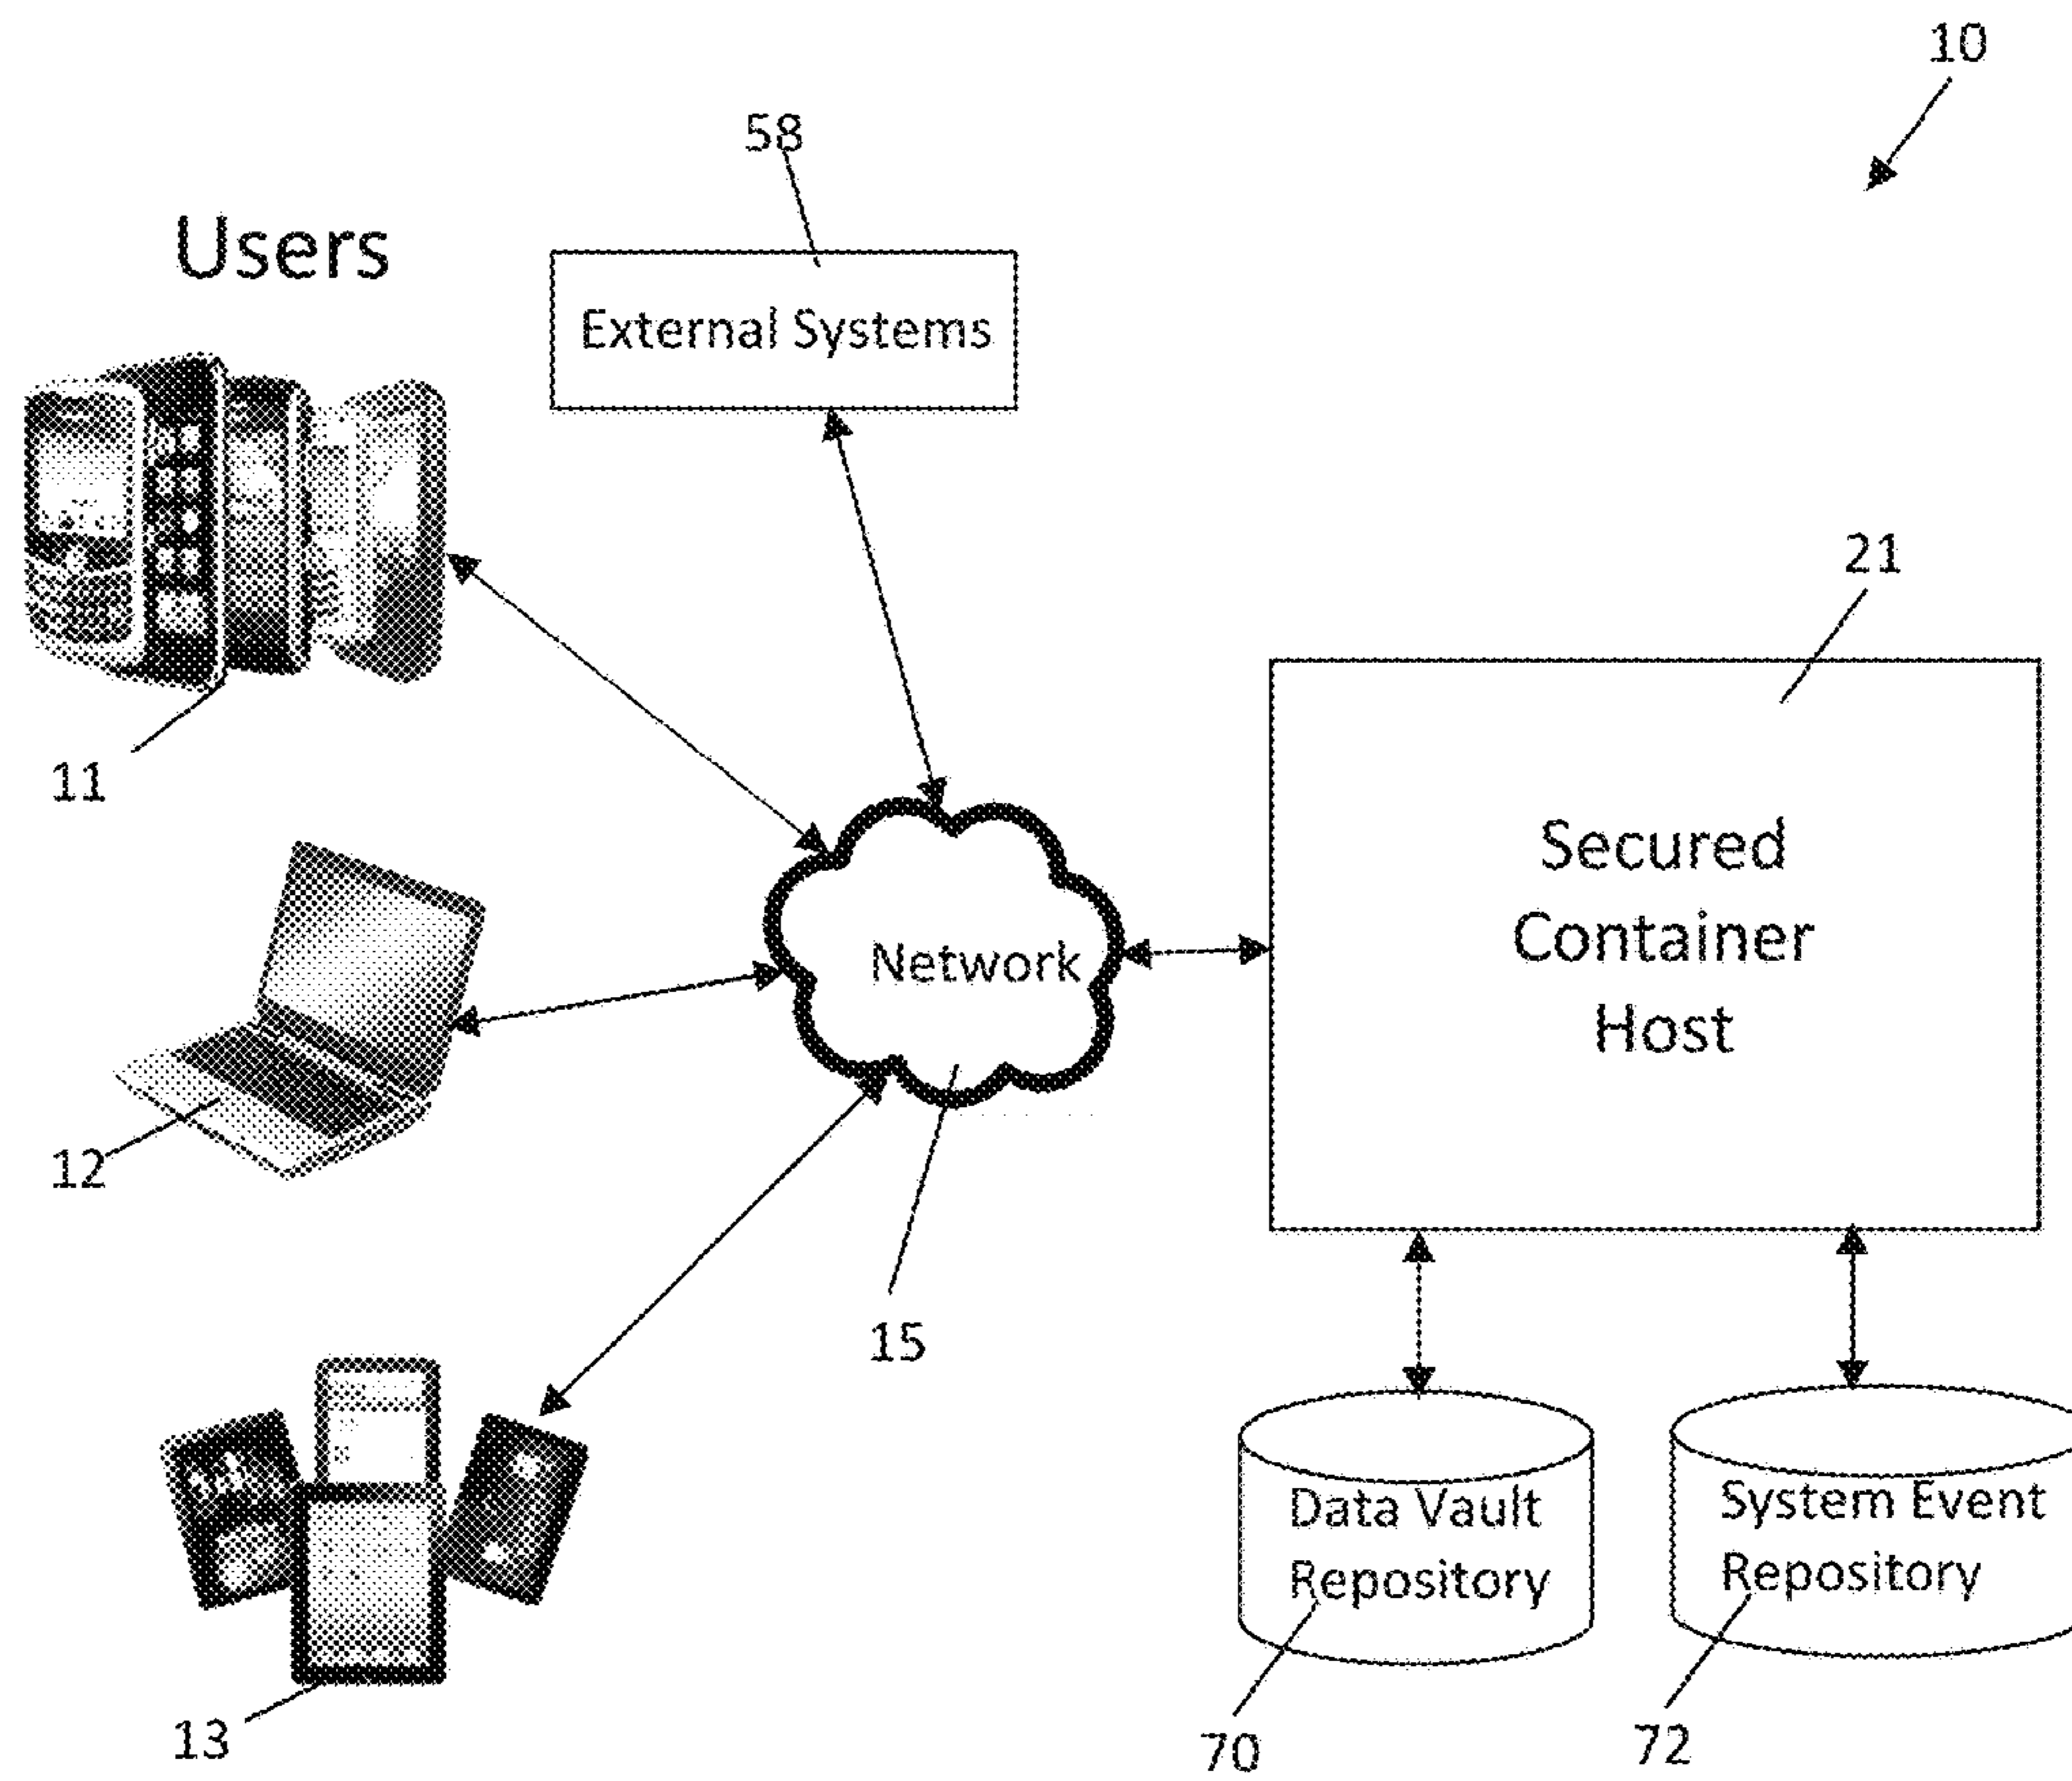 10
58
Users
External Systems
21
11
Secured
Container
Host
Network
12
15
Data Vault
Repository
System Event
Repository
13
70
72